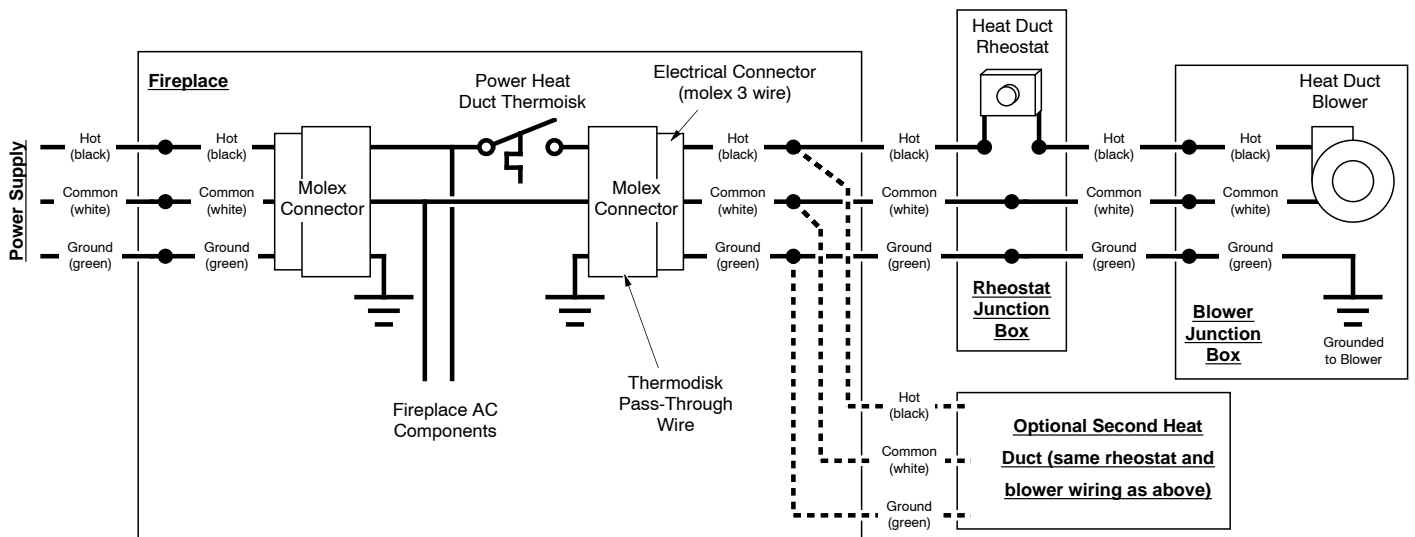 Heat Duct
Rheostat
Fireplace
Power Heat
Duct Thermoisk
Electrical Connector
(molex 3 wire)
Heat Duct
Blower
Power Supply
Hot
(black)
Hot
(black)
Hot
(black)
Hot
(black)
Hot
(black)
Hot
(black)
Common
(white)
Common
(white)
Molex
Connector
Molex
Connector
Common
(white)
Common
(white)
Common
(white)
Common
(white)
Ground
(green)
Ground
(green)
Ground
(green)
Ground
(green)
Ground
(green)
Ground
(green)
Rheostat
Junction
Box
Blower
Junction
Box
Grounded
to Blower
Fireplace AC
Components
Thermodisk
Pass-Through
Wire
Hot
(black)
Common
(white)
Ground
(green)
Optional Second Heat
Duct (same rheostat and
blower wiring as above)